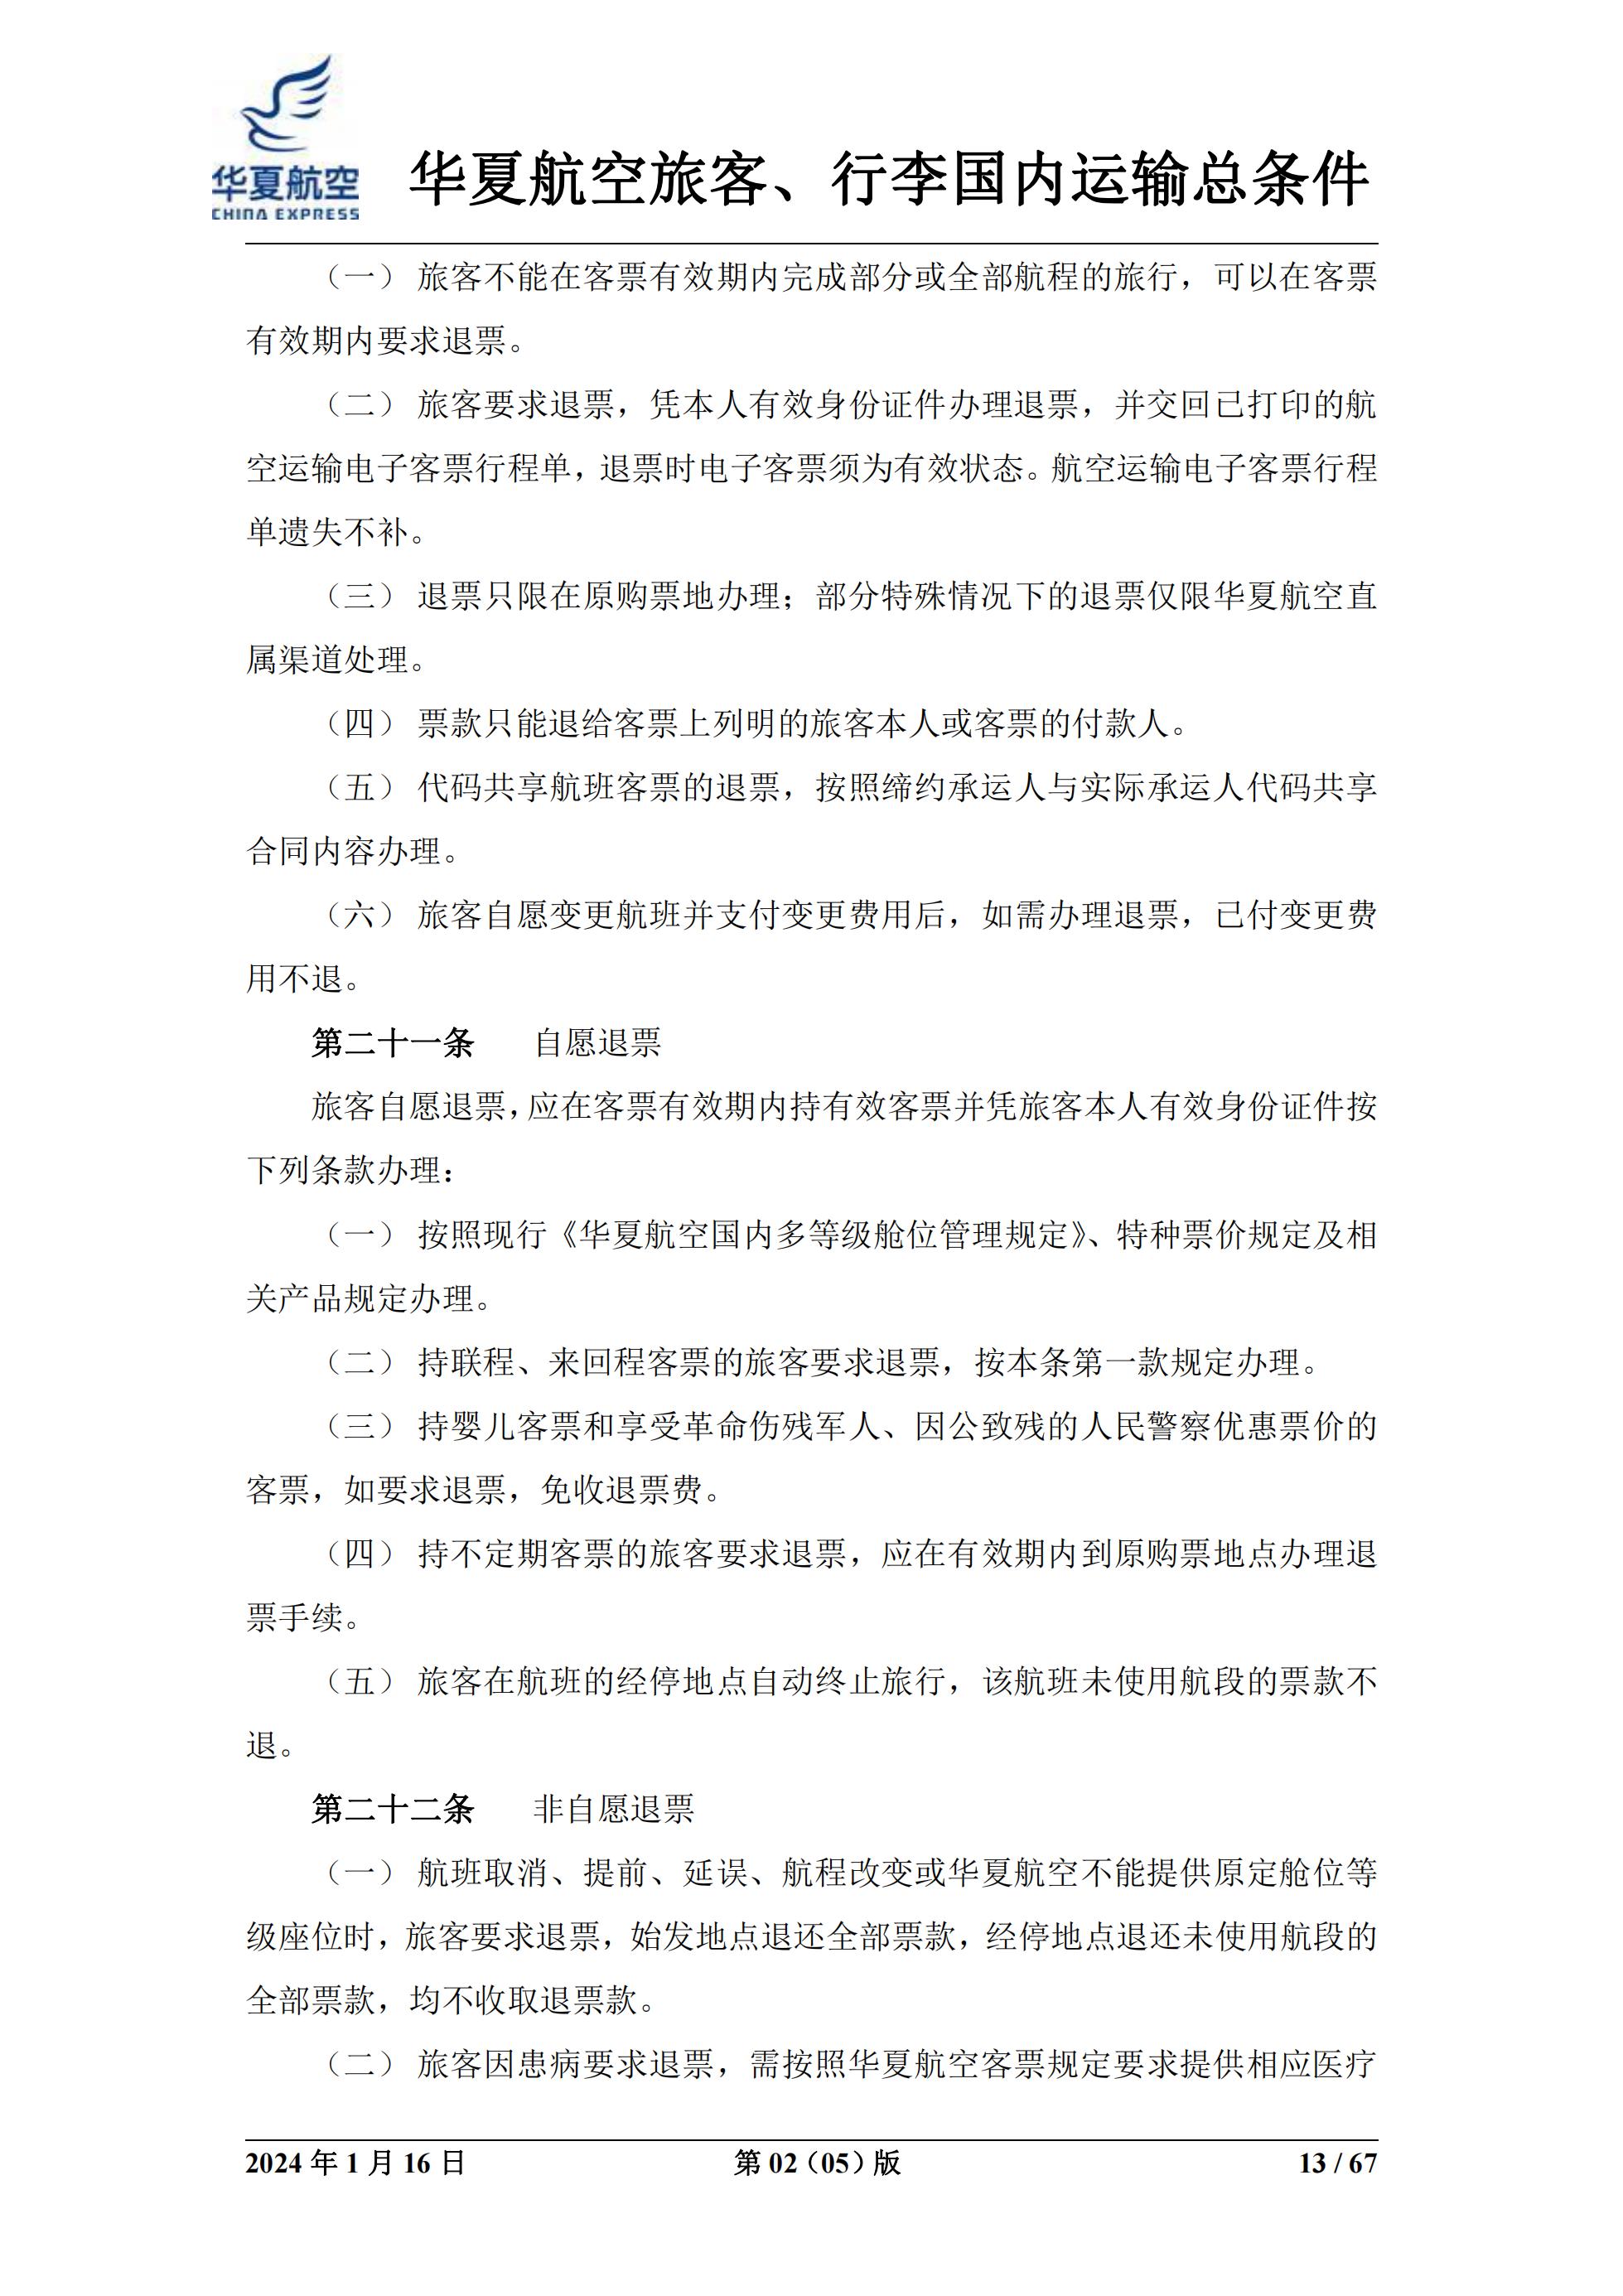 华夏航空
CHINA EXPRESS
华夏航空旅客、行李国内运输总条件
（一） 旅客不能在客票有效期内完成部分或全部航程的旅行，可以在客票
有效期内要求退票。
（二） 旅客要求退票，凭本人有效身份证件办理退票，并交回已打印的航
空运输电子客票行程单，退票时电子客票须为有效状态。航空运输电子客票行程
单遗失不补。
（三） 退票只限在原购票地办理；部分特殊情况下的退票仅限华夏航空直
属渠道处理。
（四） 票款只能退给客票上列明的旅客本人或客票的付款人。
（五） 代码共享航班客票的退票，按照缔约承运人与实际承运人代码共享
合同内容办理。
（六） 旅客自愿变更航班并支付变更费用后，如需办理退票，已付变更费
用不退。
第二十一条 自愿退票
旅客自愿退票，应在客票有效期内持有效客票并凭旅客本人有效身份证件按
下列条款办理：
（一） 按照现行《华夏航空国内多等级舱位管理规定》、特种票价规定及相
关产品规定办理。
（二） 持联程、来回程客票的旅客要求退票，按本条第一款规定办理。
（三） 持婴儿客票和享受革命伤残军人、因公致残的人民警察优惠票价的
客票，如要求退票，免收退票费。
（四） 持不定期客票的旅客要求退票，应在有效期内到原购票地点办理退
票手续。
（五） 旅客在航班的经停地点自动终止旅行，该航班未使用航段的票款不
退。
第二十二条 非自愿退票
（一） 航班取消、提前、延误、航程改变或华夏航空不能提供原定舱位等
级座位时，旅客要求退票，始发地点退还全部票款，经停地点退还未使用航段的
全部票款，均不收取退票款。
（二） 旅客因患病要求退票，需按照华夏航空客票规定要求提供相应医疗
2024 年 1 月 16 日 第 02（05）版 13 / 67